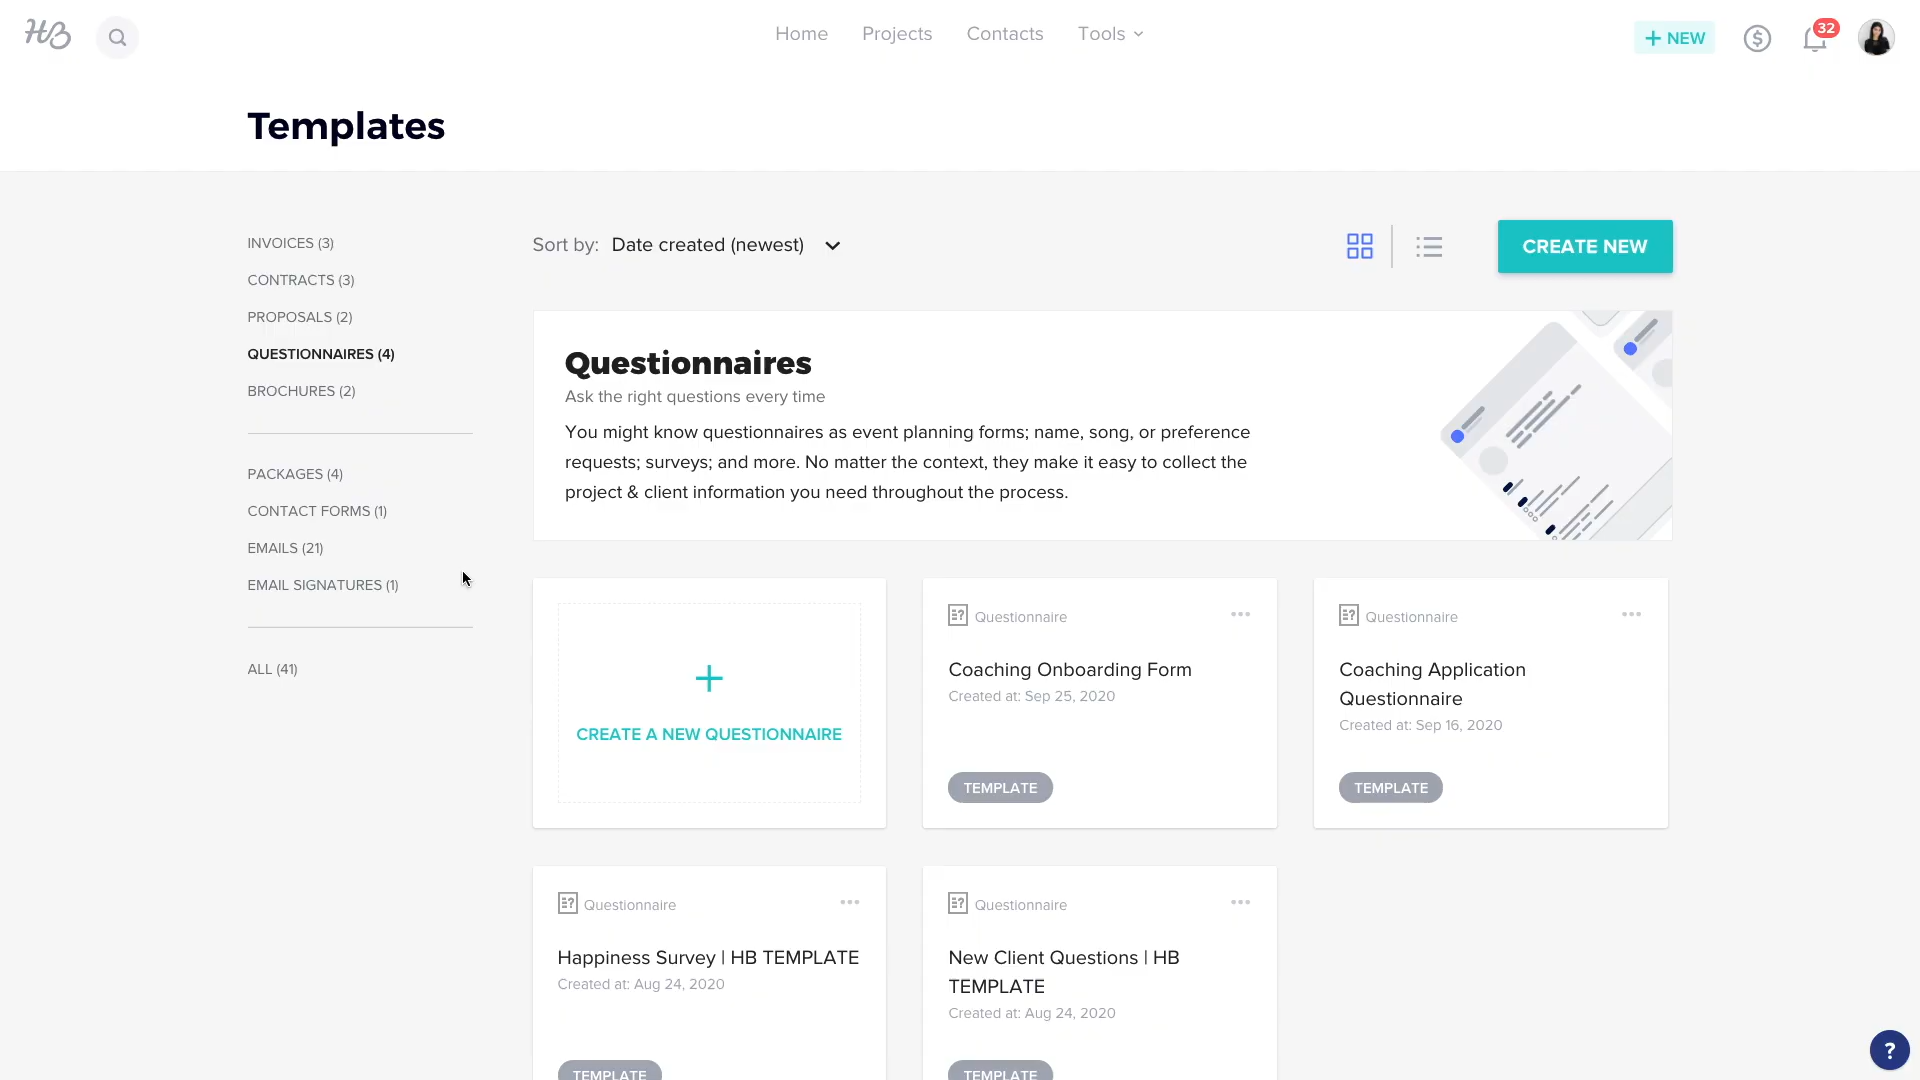 HB
Home Projects Contacts Tools
+ NEW
32
Templates
INVOICES (3)
CONTRACTS (3)
PROPOSALS (2)
QUESTIONNAIRES (4)
BROCHURES (2)
PACKAGES (4)
CONTACT FORMS (1)
EMAILS (21)
EMAIL SIGNATURES (1)
ALL (41)
Sort by: Date created (newest)
CREATE NEW
Questionnaires
Ask the right questions every time
You might know questionnaires as event planning forms; name, song, or preference
requests; surveys; and more. No matter the context, they make it easy to collect the
project & client information you need throughout the process.
+
CREATE A NEW QUESTIONNAIRE
Questionnaire
Coaching Onboarding Form
Created at: Sep 25, 2020
TEMPLATE
Questionnaire
Coaching Application
Questionnaire
Created at: Sep 16, 2020
TEMPLATE
Questionnaire
Happiness Survey | HB TEMPLATE
Created at: Aug 24, 2020
TEMPLATE
Questionnaire
New Client Questions | HB
TEMPLATE
Created at: Aug 24, 2020
TEMPLATE
?